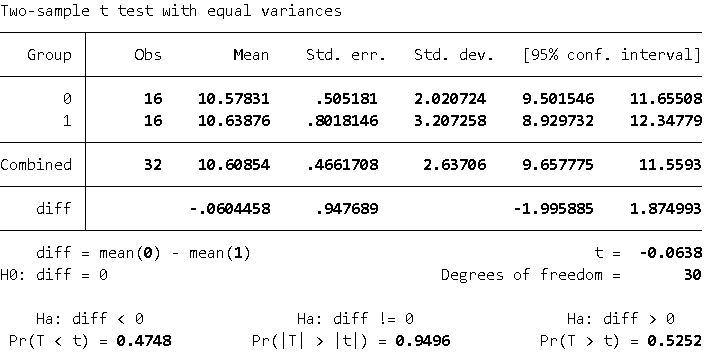 Two-sample t test with equal variances
Group Obs Mean Std. err. Std. dev. [95% conf. interval]
0 16 10.57831 .505181 2.020724 9.501546 11.65508
1 16 10.63876 .8018146 3.207258 8.929732 12.34779
Combined 32 10.60854 .4661708 2.63706 9.657775 11.5593
diff -.0604458 .947689 -1.995885 1.874993
diff = mean(0) - mean(1) t = -0.0638
H0: diff = 0 Degrees of freedom = 30
Ha: diff < 0 Ha: diff != 0 Ha: diff > 0
Pr(T < t) = 0.4748 Pr(|T| > |t|) = 0.9496 Pr(T > t) = 0.5252